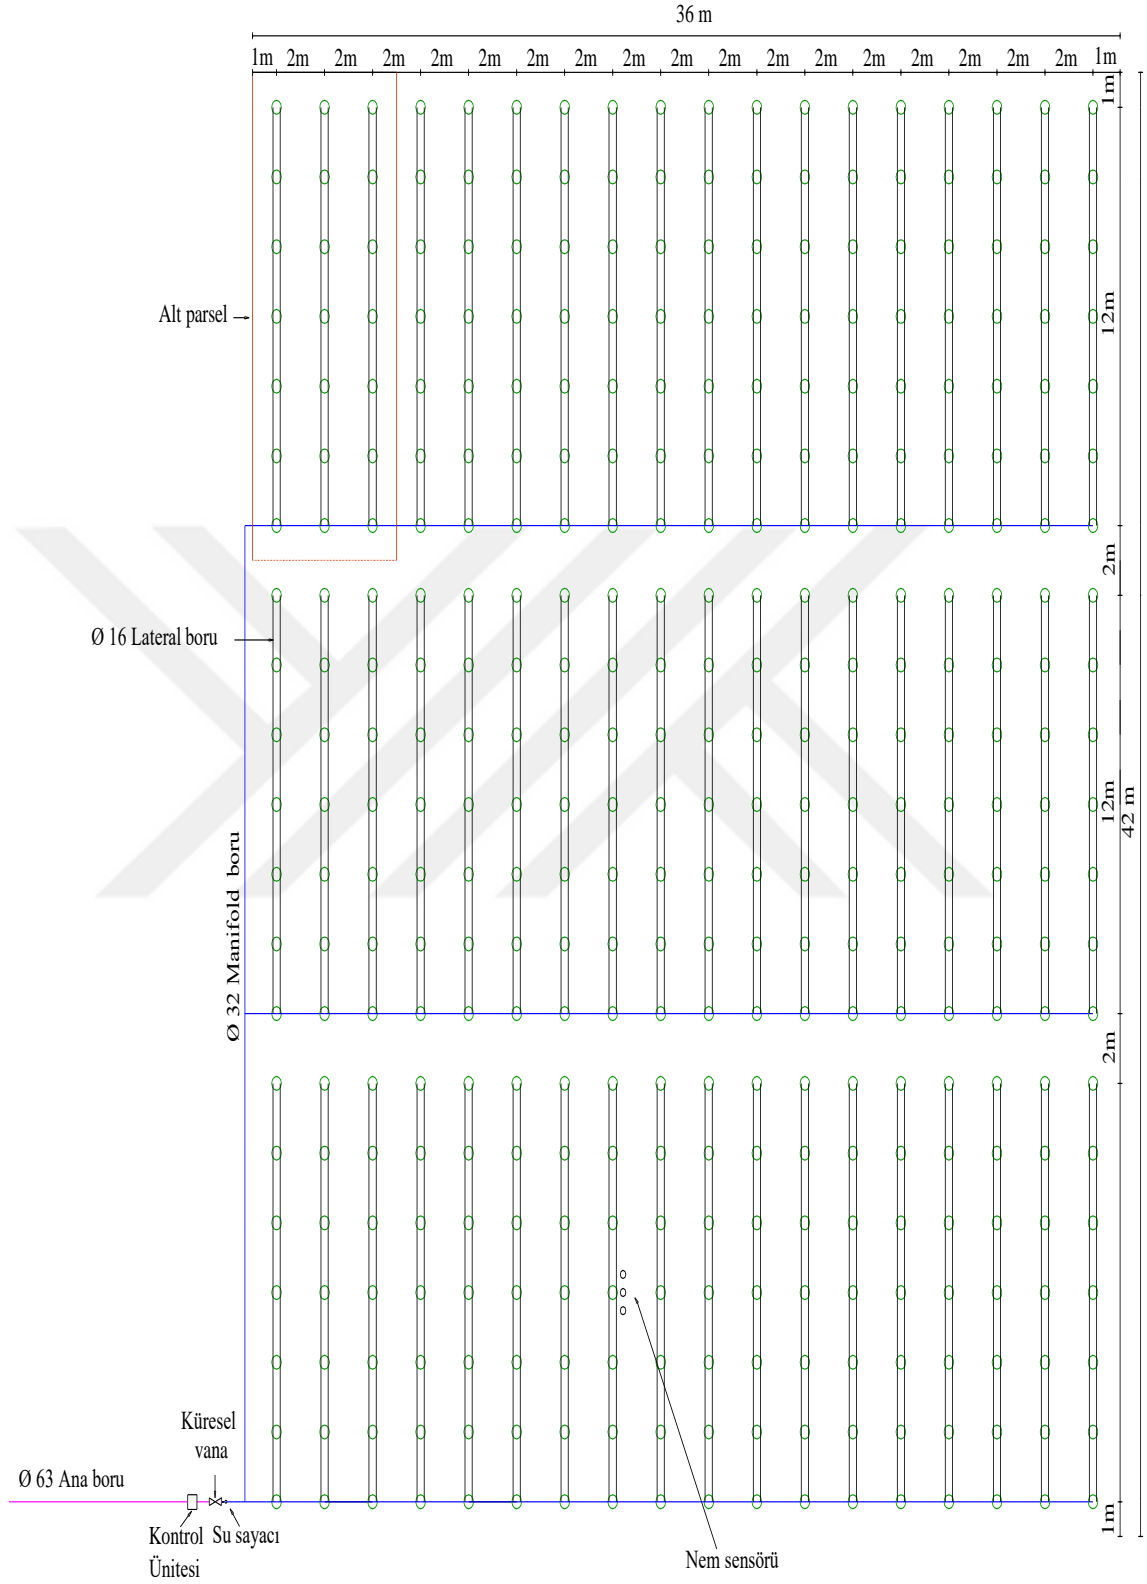 36 m
1m 2m 2m 2m 2m 2m 2m 2m 2m 2m 2m 2m 2m 2m 2m 2m 2m 2m 1m
1m
Alt parsel
12m
2m
Ø 16 Lateral boru
12m
42 m
Ø 32 Manifold boru
2m
Küresel
vana
Ø 63 Ana boru
1m
Kontrol
Ünitesi
Su sayacı
Nem sensörü